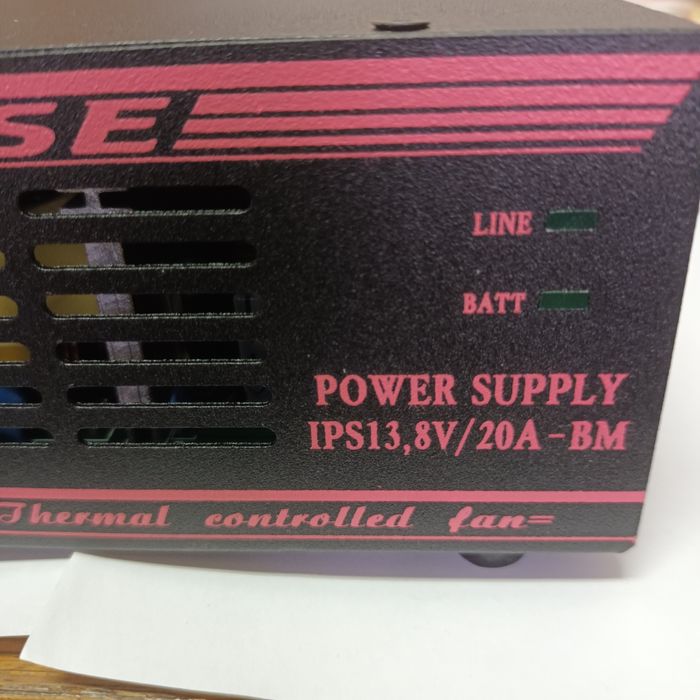 SE
LINE
BATT
POWER SUPPLY
IPS13,8V/20A-BM
Thermal controlled fan=